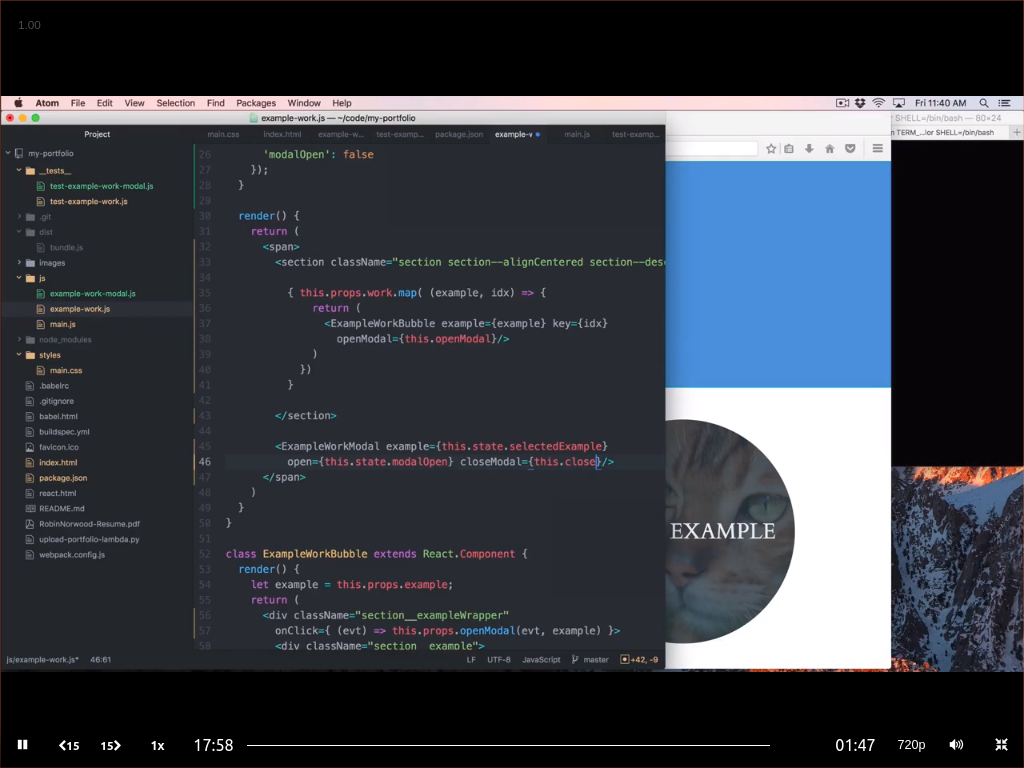 1.00
Atom File Edit View Selection Find Packages Window Help Fri 11:40 AM
example-work.js — ~/code/my-portfolio
SHELL=/bin/bash — 80×24
TERM_...lor SHELL=/bin/bash +
Project
main.css index.html example-w... test-examp... package.json example-w main.js test-examp...
my-portfolio
__tests__
test-example-work-modal.js
test-example-work.js
.git
dist
bundle.js
images
js
example-work-modal.js
example-work.js
main.js
node_modules
styles
main.css
.babelrc
.gitignore
babel.html
buildspec.yml
favicon.ico
index.html
package.json
react.html
README.md
RobinNorwood-Resume.pdf
upload-portfolio-lambda.py
webpack.config.js
26 'modalOpen': false
27 });
28 }
29
30 render() {
31 return (
32 <span>
33 <section className="section section--alignCentered section--desc
34
35 { this.props.work.map( (example, idx) => {
36 return (
37 <ExampleWorkBubble example={example} key={idx}
38 openModal={this.openModal}/>
39 )
40 })
41 }
42
43 </section>
44
45 <ExampleWorkModal example={this.state.selectedExample}
46 open={this.state.modalOpen} closeModal={this.close}/>
47 </span>
48 )
49 }
50 }
51
52 class ExampleWorkBubble extends React.Component {
53 render() {
54 let example = this.props.example;
55 return (
56 <div className="section__exampleWrapper"
57 onClick={ (evt) => this.props.openModal(evt, example) }>
58 <div className="section__example">
EXAMPLE
js/example-work.js* 46:61 LF UTF-8 JavaScript master +42, -9
15 15 1x 17:58 01:47 720p